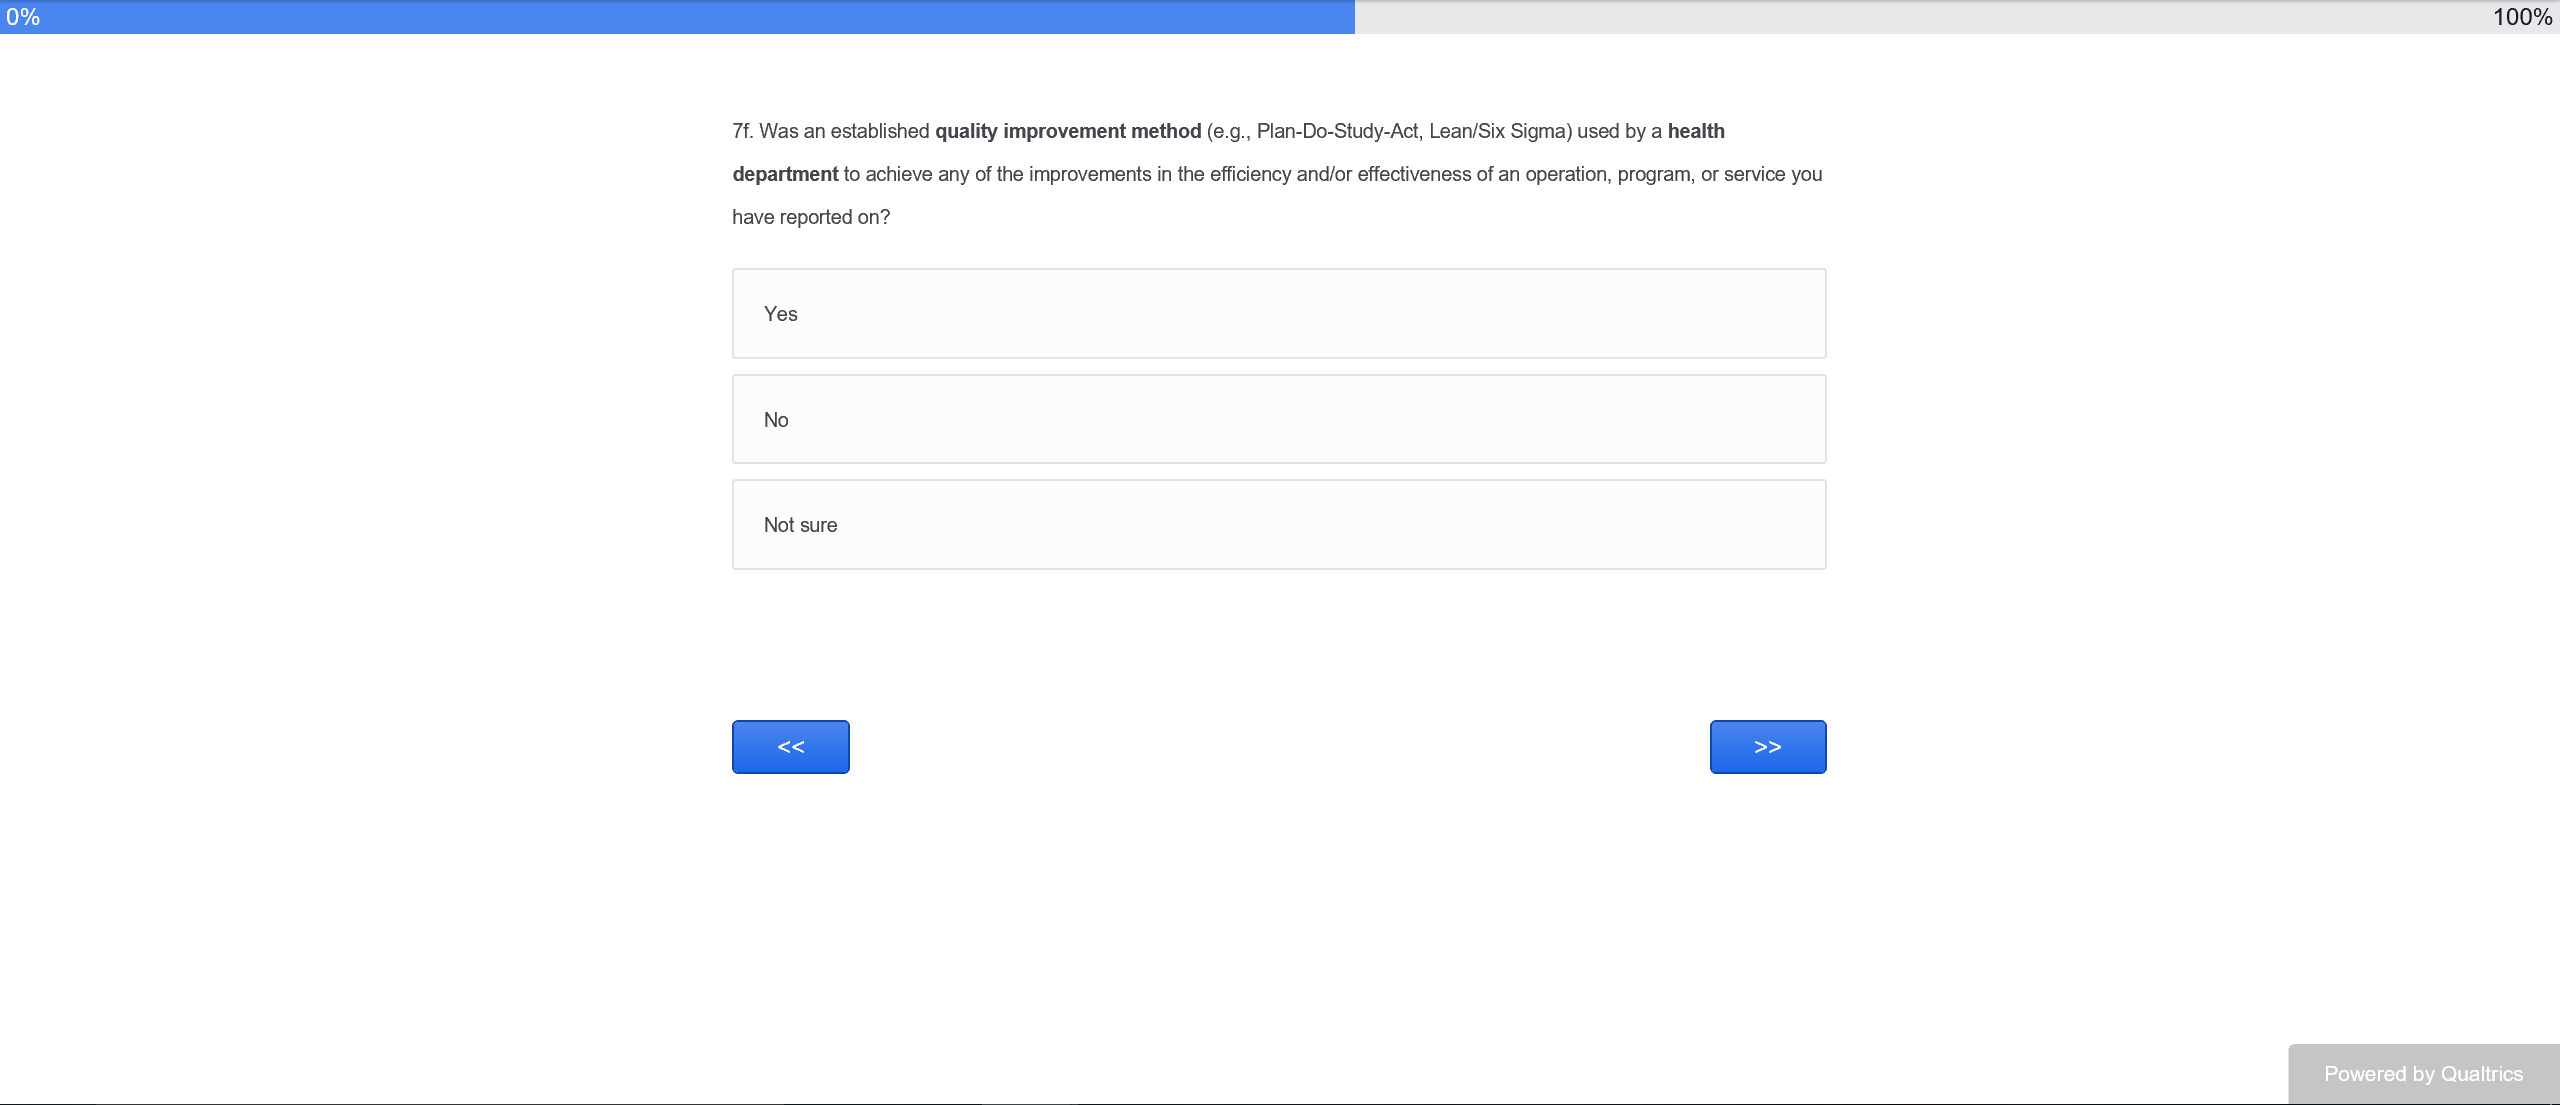 0%
100%
7f. Was an established quality improvement method (e.g., Plan-Do-Study-Act, Lean/Six Sigma) used by a health
department to achieve any of the improvements in the efficiency and/or effectiveness of an operation, program, or service you
have reported on?
Yes
No
Not sure
<<
>>
Powered by Qualtrics